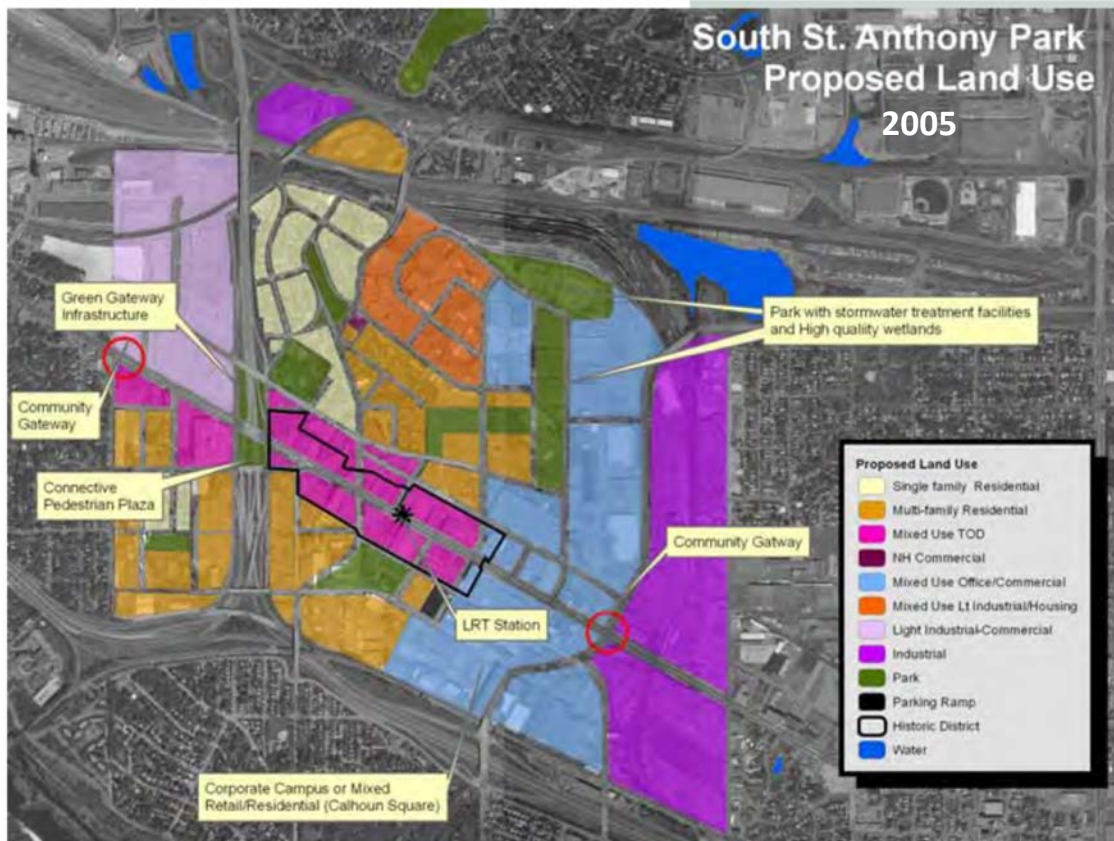 South St. Anthony Park
Proposed Land Use
2005
Green Gateway
Infrastructure
Park with stormwater treatment facilities
and High quality wetlands
Community
Gateway
Connective
Pedestrian Plaza
Community Gatway
LRT Station
Corporate Campus or Mixed
Retail/Residential (Calhoun Square)
Proposed Land Use
Single family Residential
Multi-family Residential
Mixed Use TOD
NH Commercial
Mixed Use Office/Commercial
Mixed Use Lt Industrial/Housing
Light Industrial-Commercial
Industrial
Park
Parking Ramp
Historic District
Water